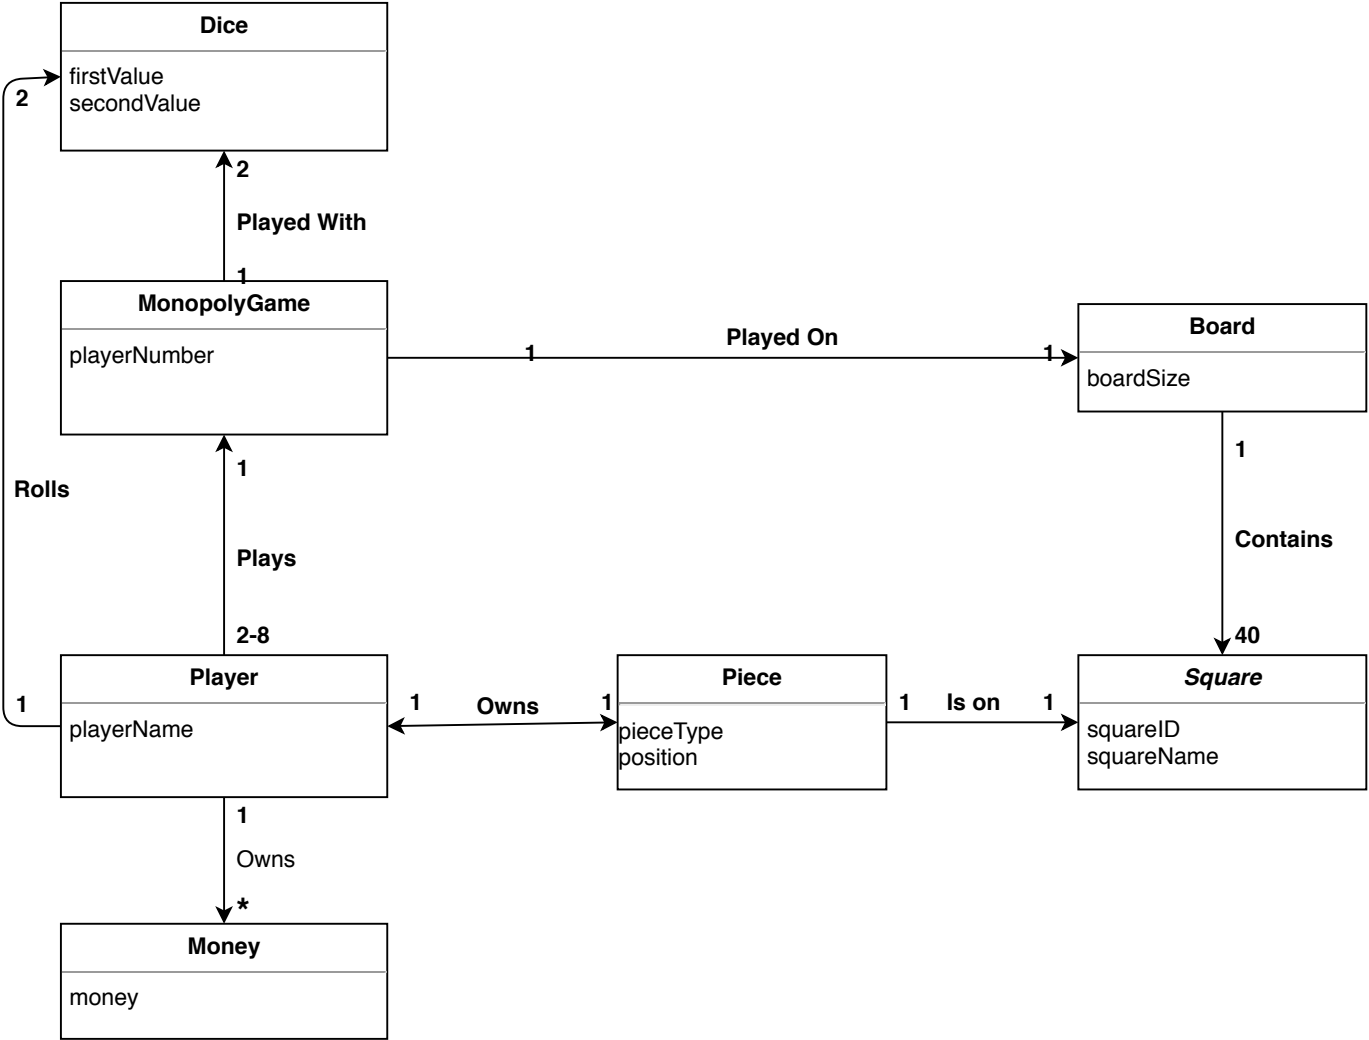 Dice
firstValue
secondValue
2
2
Played With
1
MonopolyGame
playerNumber
1
Played On
1
Board
boardSize
1
Rolls
1
Plays
Contains
2-8
40
Player
playerName
1
1
Owns
1
Piece
pieceType
position
1
Is on
1
Square
squareID
squareName
1
Owns
*
Money
money